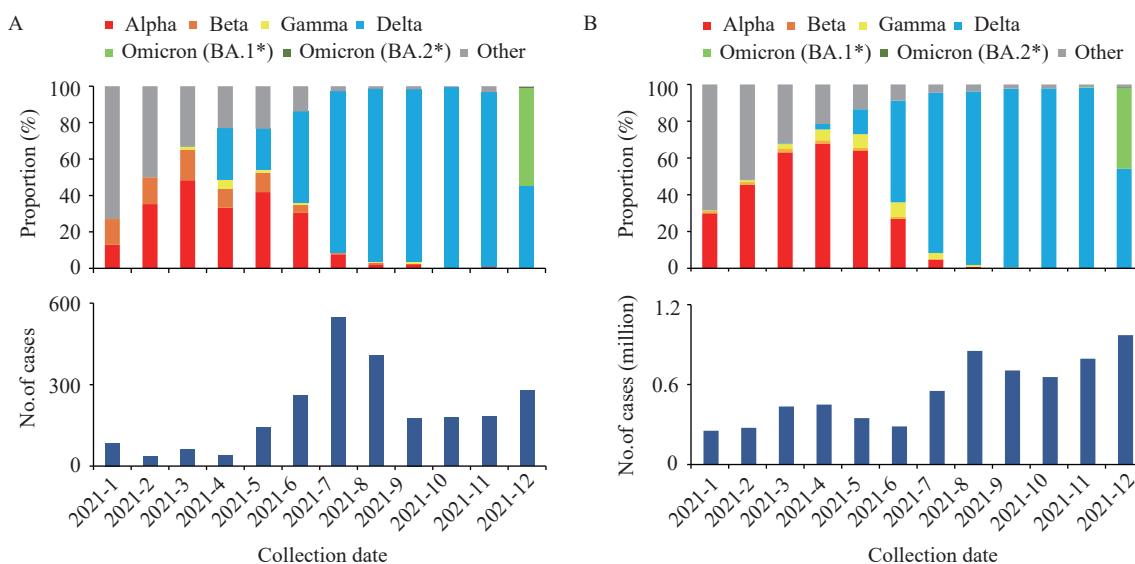 A
Alpha Beta Gamma Delta
Omicron (BA.1*) Omicron (BA.2*) Other
Proportion (%)
100
80
60
40
20
0
No.of cases
600
300
0
2021-1 2021-2 2021-3 2021-4 2021-5 2021-6 2021-7 2021-8 2021-9 2021-10 2021-11 2021-12
Collection date
B
Alpha Beta Gamma Delta
Omicron (BA.1*) Omicron (BA.2*) Other
Proportion (%)
100
80
60
40
20
0
No.of cases (million)
1.2
0.6
0
2021-1 2021-2 2021-3 2021-4 2021-5 2021-6 2021-7 2021-8 2021-9 2021-10 2021-11 2021-12
Collection date